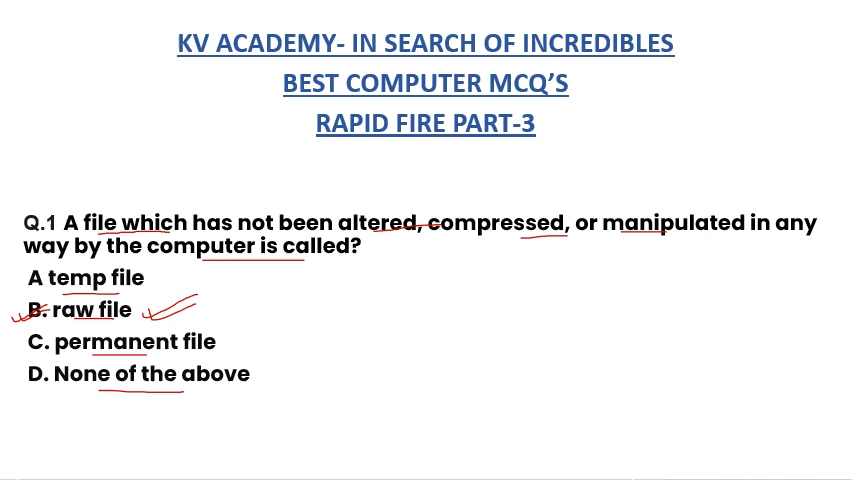 KV ACADEMY- IN SEARCH OF INCREDIBLES
BEST COMPUTER MCQ’S
RAPID FIRE PART-3
Q.1 A file which has not been altered, compressed, or manipulated in any
way by the computer is called?
A temp file
B. raw file
C. permanent file
D. None of the above